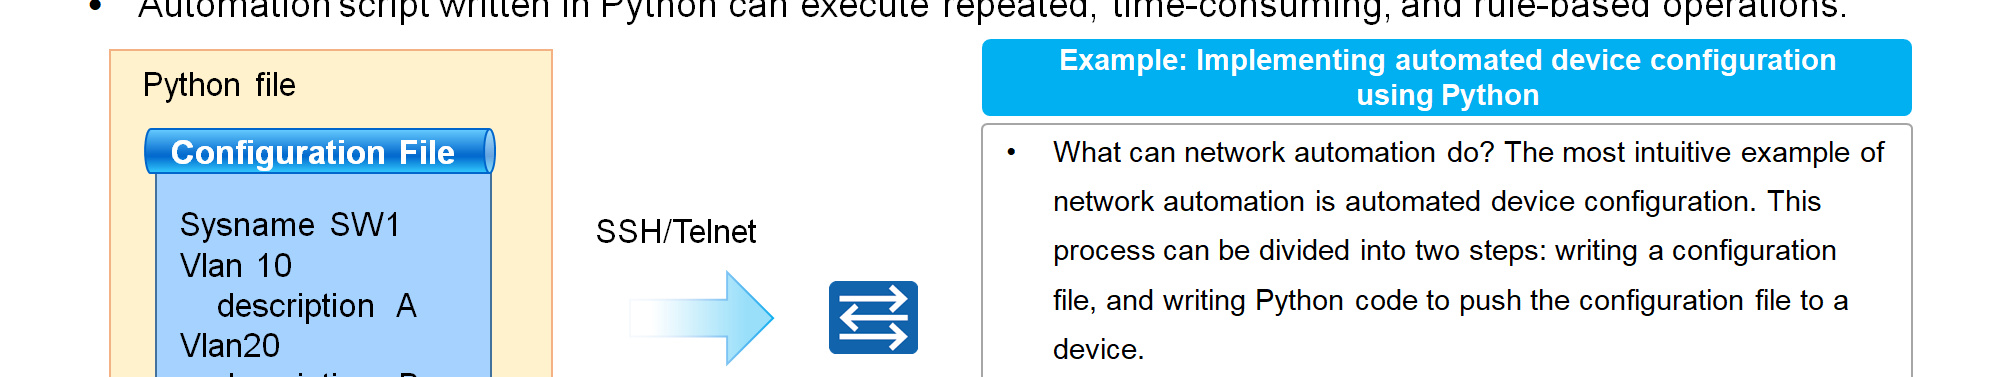 • Automation script written in Python can execute repeated, time-consuming, and rule-based operations.
Python file
Configuration File
Sysname SW1
Vlan 10
description A
Vlan20
SSH/Telnet
Example: Implementing automated device configuration
using Python
• What can network automation do? The most intuitive example of
network automation is automated device configuration. This
process can be divided into two steps: writing a configuration
file, and writing Python code to push the configuration file to a
device.